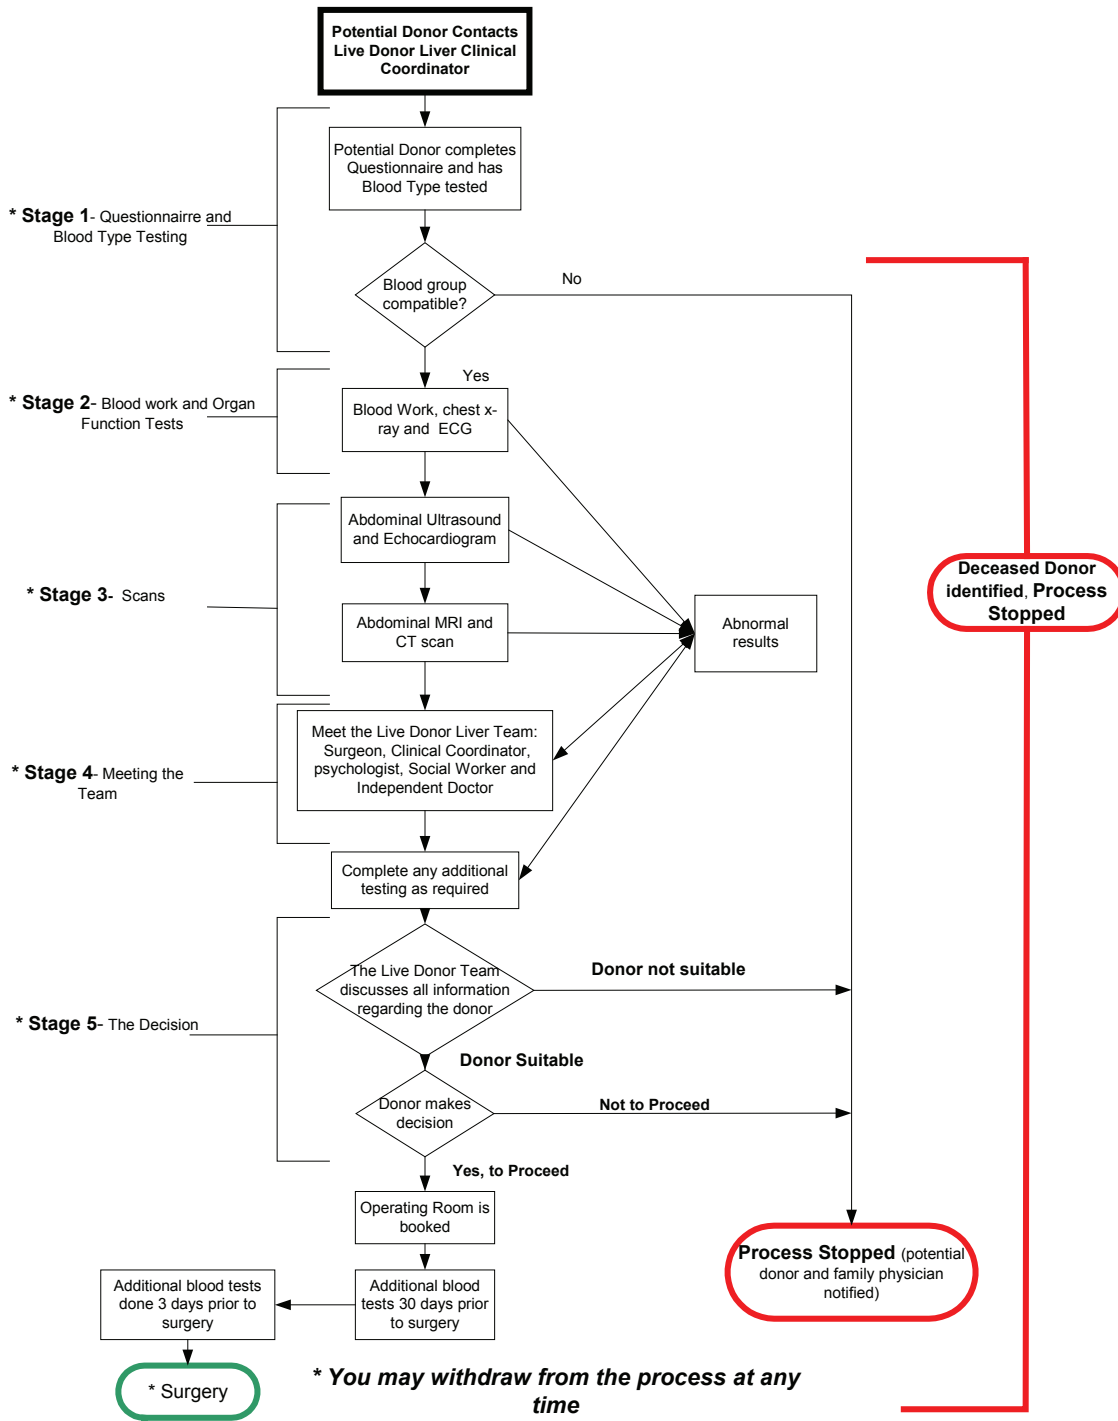 Potential Donor Contacts
Live Donor Liver Clinical
Coordinator
Potential Donor completes
Questionnaire and has
Blood Type tested
* Stage 1- Questionnairre and
Blood Type Testing
Blood group
compatible?
No
Yes
* Stage 2- Blood work and Organ
Function Tests
Blood Work, chest x-
ray and ECG
Abdominal Ultrasound
and Echocardiogram
* Stage 3- Scans
Abdominal MRI and
CT scan
Abnormal
results
Deceased Donor
identified, Process
Stopped
Meet the Live Donor Liver Team:
Surgeon, Clinical Coordinator,
psychologist, Social Worker and
Independent Doctor
* Stage 4- Meeting the
Team
Complete any additional
testing as required
The Live Donor Team
discusses all information
regarding the donor
Donor not suitable
* Stage 5- The Decision
Donor Suitable
Donor makes
decision
Not to Proceed
Yes, to Proceed
Operating Room is
booked
Process Stopped (potential
donor and family physician
notified)
Additional blood
tests 30 days prior
to surgery
Additional blood tests
done 3 days prior to
surgery
* Surgery
* You may withdraw from the process at any
time